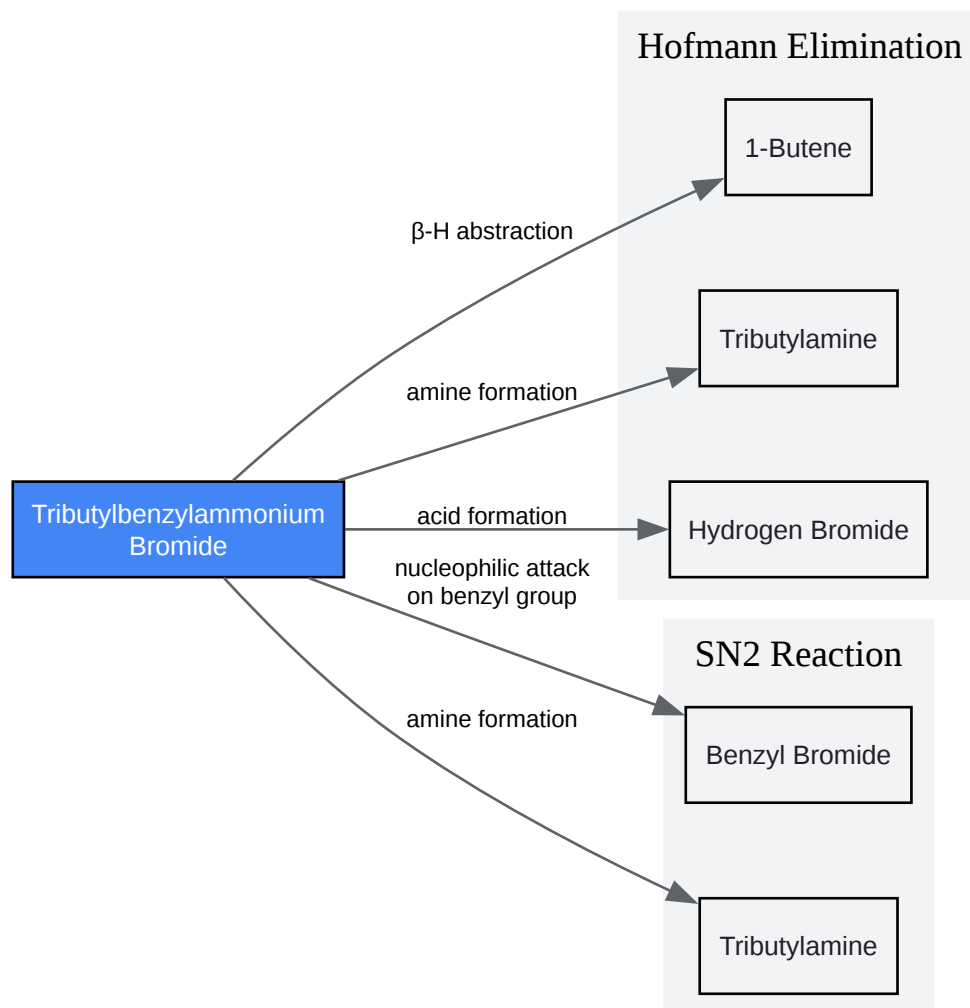 Hofmann Elimination
1-Butene
β-H abstraction
Tributylamine
amine formation
Tributylbenzylammonium
Bromide
acid formation
Hydrogen Bromide
nucleophilic attack
on benzyl group
SN2 Reaction
amine formation
Benzyl Bromide
Tributylamine